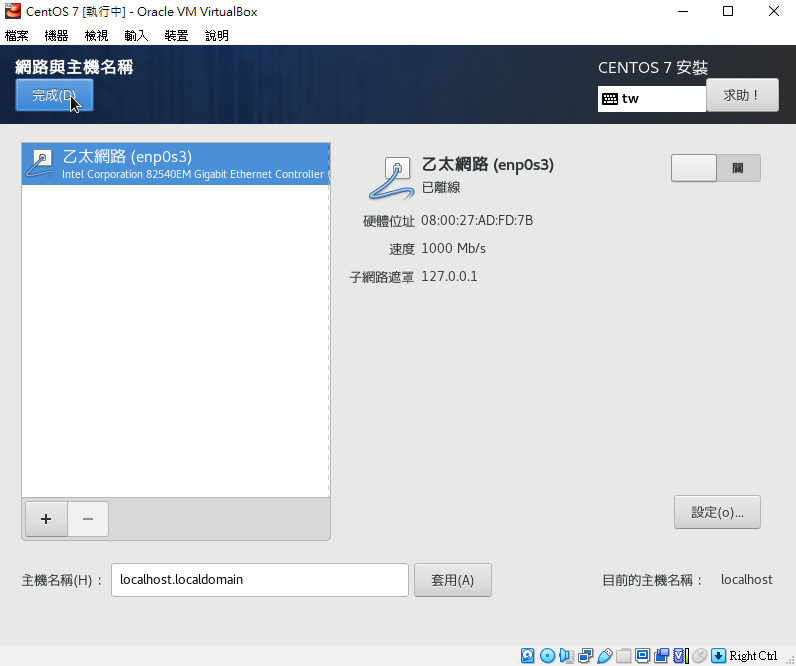 CentOS 7 [執行中] - Oracle VM VirtualBox
檔案 機器 檢視 輸入 裝置 說明
網路與主機名稱
CENTOS 7 安裝
完成(D)
tw
求助！
乙太網路 (enp0s3)
Intel Corporation 82540EM Gigabit Ethernet Controller (
乙太網路 (enp0s3)
已離線
關
硬體位址 08:00:27:AD:FD:7B
速度 1000 Mb/s
子網路遮罩 127.0.0.1
+ −
設定(o)...
主機名稱(H)： localhost.localdomain 套用(A) 目前的主機名稱： localhost
Right Ctrl